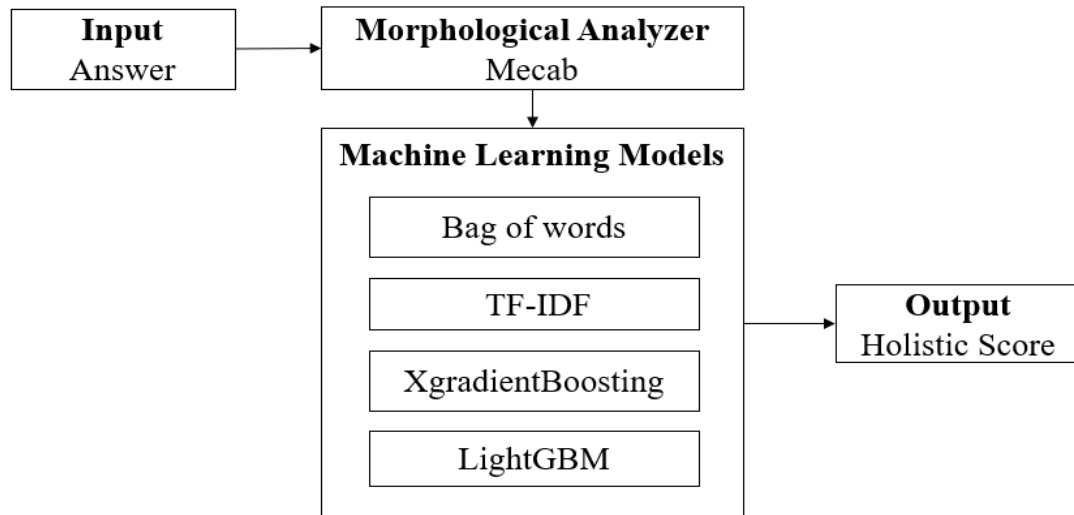 Input
Answer
Morphological Analyzer
Mecab
Machine Learning Models
Bag of words
TF-IDF
XgradientBoosting
LightGBM
Output
Holistic Score